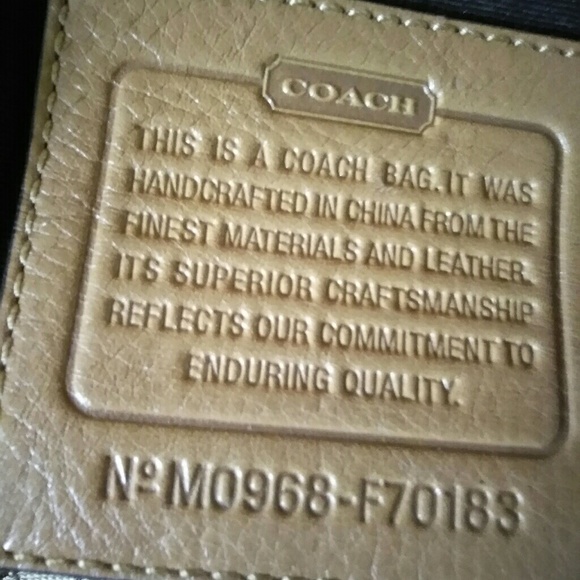 COACH
THIS IS A COACH BAG. IT WAS
HANDCRAFTED IN CHINA FROM THE
FINEST MATERIALS AND LEATHER.
ITS SUPERIOR CRAFTSMANSHIP
REFLECTS OUR COMMITMENT TO
ENDURING QUALITY.
Nº M0968-F70183